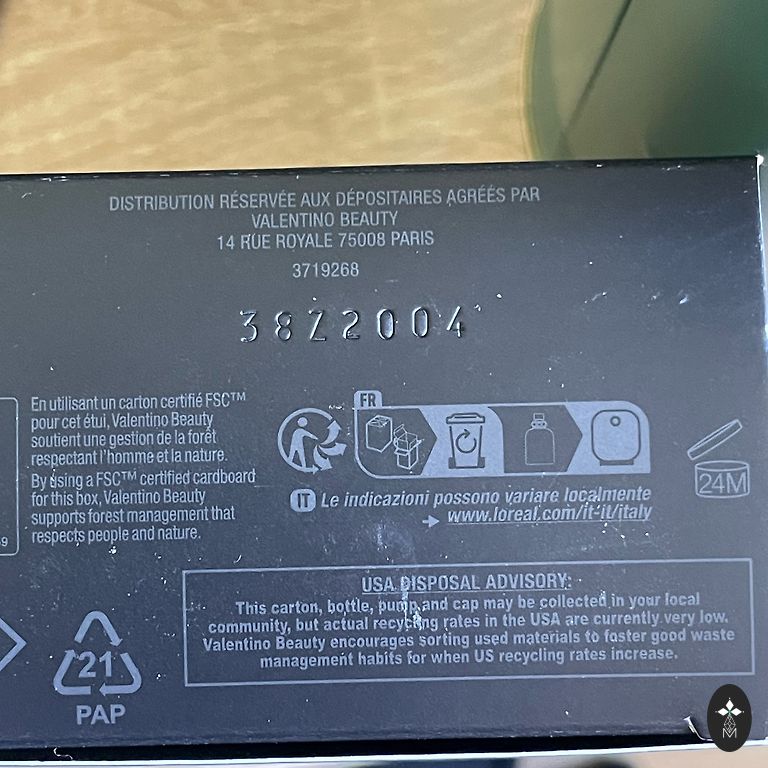 DISTRIBUTION RÉSERVÉE AUX DÉPOSITAIRES AGRÉÉS PAR
VALENTINO BEAUTY
14 RUE ROYALE 75008 PARIS
3719268
38Z2004
En utilisant un carton certifié FSC™
pour cet étui, Valentino Beauty
soutient une gestion de la forêt
respectant l'homme et la nature.
By using a FSC™ certified cardboard
for this box, Valentino Beauty
supports forest management that
respects people and nature.
9
FR
IT Le indicazioni possono variare localmente
www.loreal.com/it-it/italy
24M
USA DISPOSAL ADVISORY:
This carton, bottle, pump and cap may be collected in your local
community, but actual recycling rates in the USA are currently very low.
Valentino Beauty encourages sorting used materials to foster good waste
management habits for when US recycling rates increase.
21
PAP
M